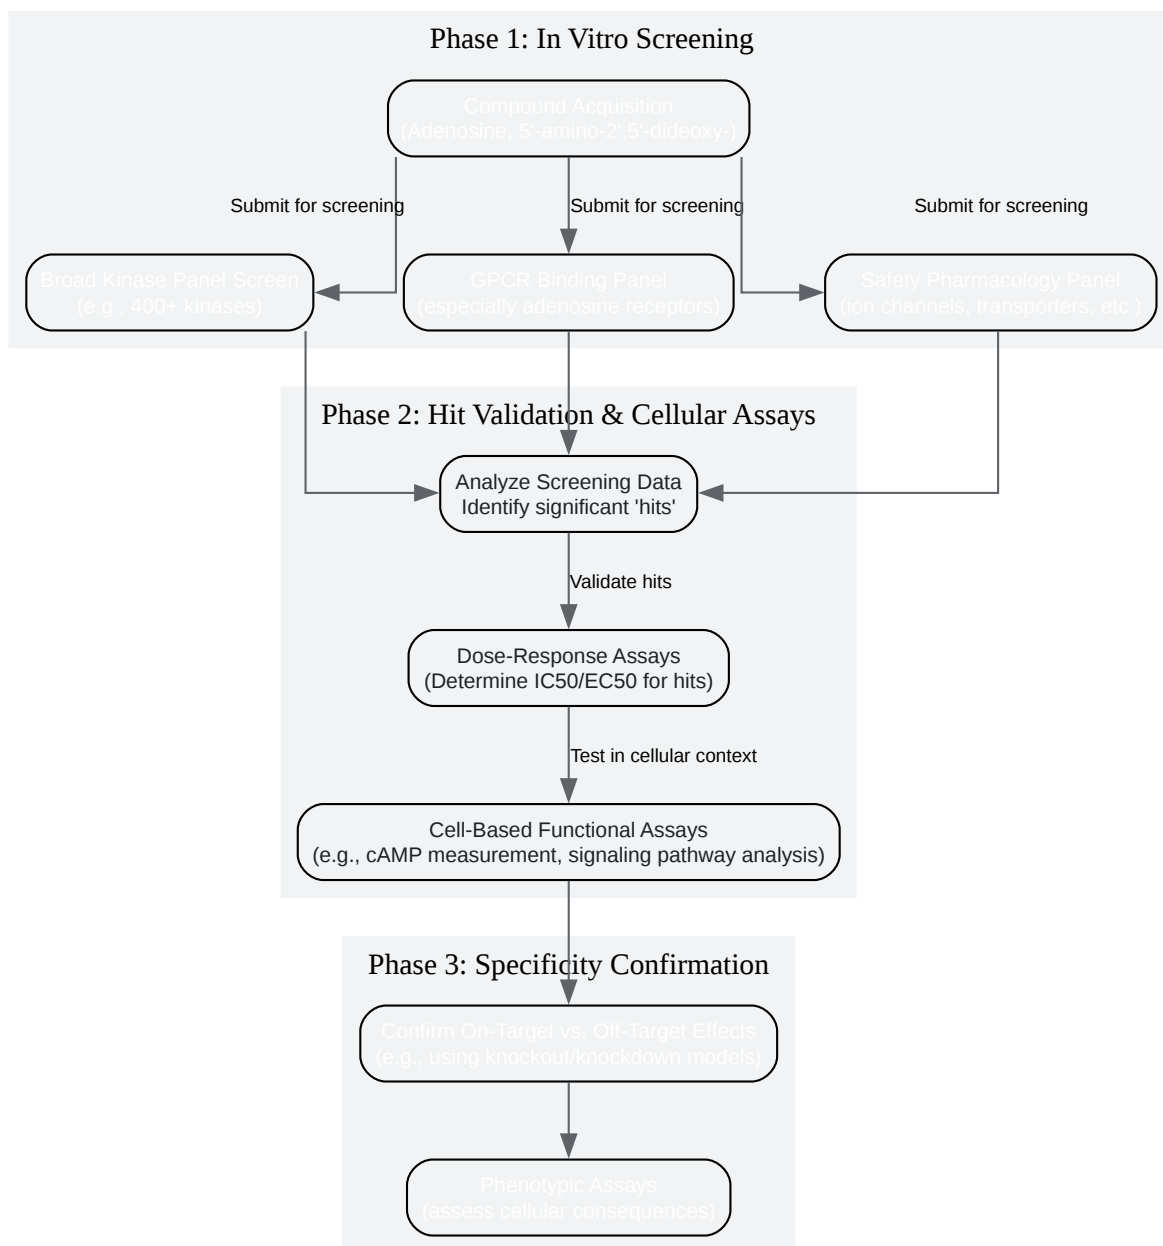 Phase 1: In Vitro Screening
Compound Acquisition
(Adenosine, 5'-amino-2',5'-dideoxy-)
Submit for screening
Submit for screening
Submit for screening
Broad Kinase Panel Screen
(e.g., 400+ kinases)
GPCR Binding Panel
(especially adenosine receptors)
Safety Pharmacology Panel
(ion channels, transporters, etc.)
Phase 2: Hit Validation & Cellular Assays
Analyze Screening Data
Identify significant 'hits'
Validate hits
Dose-Response Assays
(Determine IC50/EC50 for hits)
Test in cellular context
Cell-Based Functional Assays
(e.g., cAMP measurement, signaling pathway analysis)
Phase 3: Specificity Confirmation
Confirm On-Target vs. Off-Target Effects
(e.g., using knockout/knockdown models)
Phenotypic Assays
(assess cellular consequences)